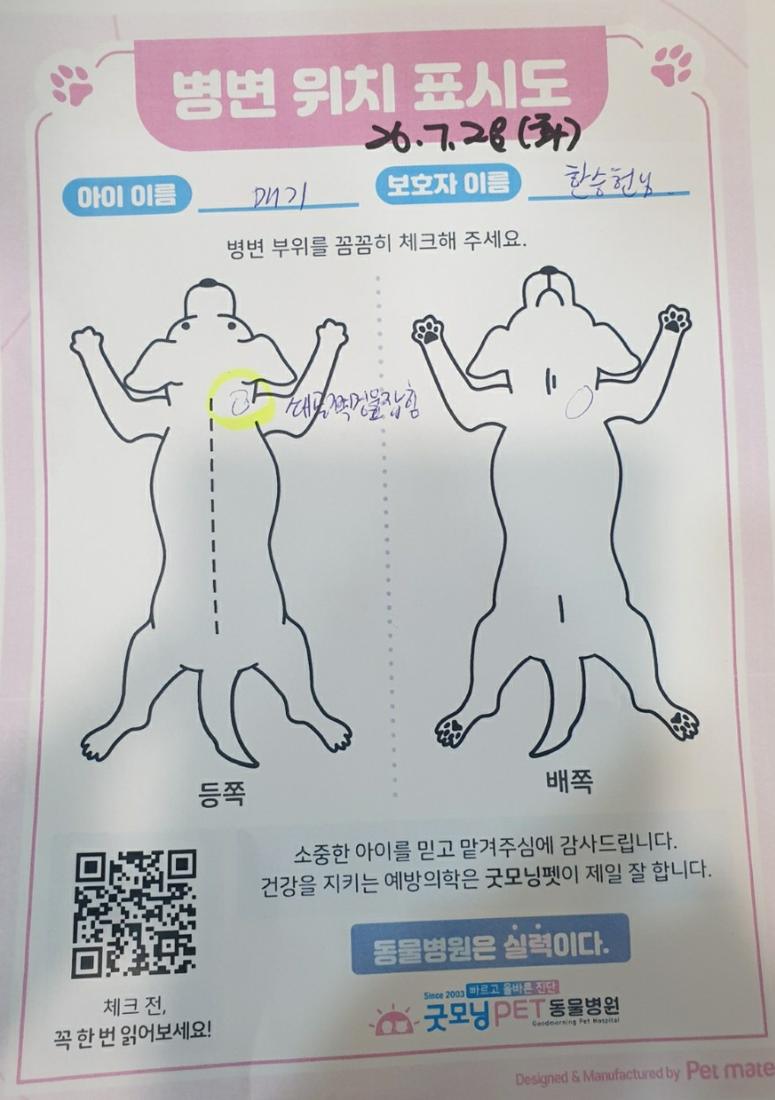 병변 위치 표시도
26.7.28(화)
아이 이름 매기 보호자 이름 한승헌님
병변 부위를 꼼꼼히 체크해 주세요.
등쪽
배쪽
소중한 아이를 믿고 맡겨주심에 감사드립니다.
건강을 지키는 예방의학은 굿모닝펫이 제일 잘 합니다.
동물병원은 실력이다.
체크 전,
꼭 한 번 읽어보세요!
Since 2003 빠르고 올바른 진단
굿모닝PET동물병원
Goodmorning Pet Hospital
Designed & Manufactured by Pet mate